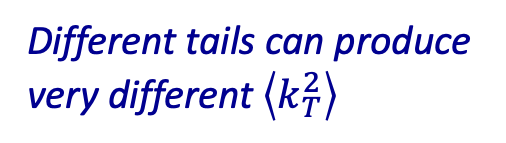 Different tails can produce
very different ⟨k_T^2⟩